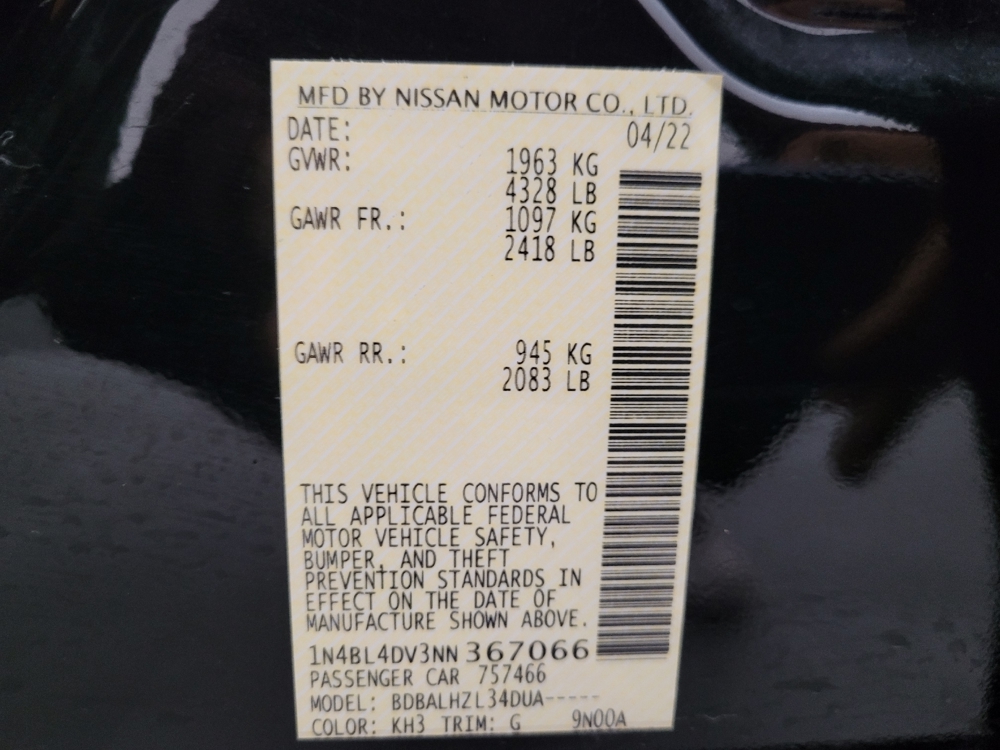 MFD BY NISSAN MOTOR CO., LTD.
DATE: 04/22
GVWR: 1963 KG
4328 LB
GAWR FR.: 1097 KG
2418 LB
GAWR RR.: 945 KG
2083 LB
THIS VEHICLE CONFORMS TO
ALL APPLICABLE FEDERAL
MOTOR VEHICLE SAFETY,
BUMPER, AND THEFT
PREVENTION STANDARDS IN
EFFECT ON THE DATE OF
MANUFACTURE SHOWN ABOVE.
1N4BL4DV3NN367066
PASSENGER CAR 757466
MODEL: BDBALHZL34DUA-----
COLOR: KH3 TRIM: G 9N00A